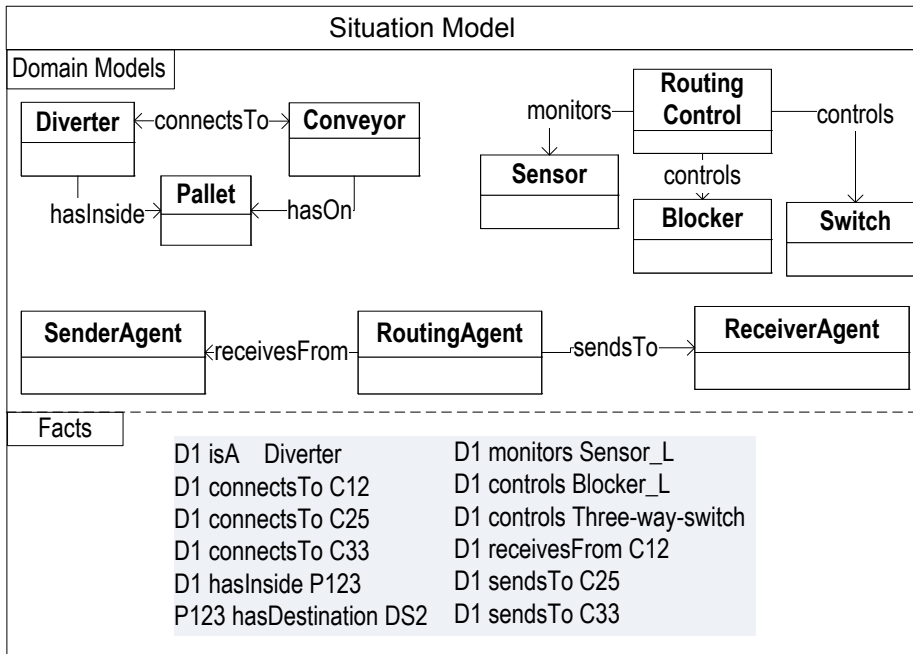 Situation Model
Domain Models
Diverter
connectsTo
Conveyor
Pallet
hasInside
hasOn
Routing
Control
monitors
controls
Sensor
controls
Blocker
Switch
SenderAgent
receivesFrom
RoutingAgent
sendsTo
ReceiverAgent
Facts
D1 isA Diverter
D1 connectsTo C12
D1 connectsTo C25
D1 connectsTo C33
D1 hasInside P123
P123 hasDestination DS2
D1 monitors Sensor_L
D1 controls Blocker_L
D1 controls Three-way-switch
D1 receivesFrom C12
D1 sendsTo C25
D1 sendsTo C33